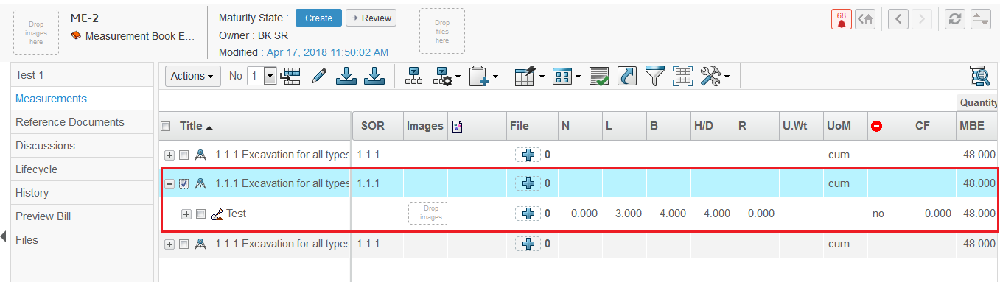 Drop
images
here
ME-2
Measurement Book E...
Maturity State :
Create
Review
Owner : BK SR
Modified : Apr 17, 2018 11:50:02 AM
Drop
files
here
68
Test 1
Measurements
Reference Documents
Discussions
Lifecycle
History
Preview Bill
Files
Actions
No 1
Quantity
Title SOR Images File N L B H/D R U.Wt UoM CF MBE
1.1.1 Excavation for all types 1.1.1 0 cum 48.000
1.1.1 Excavation for all types 1.1.1 0 cum 48.000
Test Drop images 0 0.000 3.000 4.000 4.000 0.000 no 0.000 48.000
1.1.1 Excavation for all types 1.1.1 0 cum 48.000